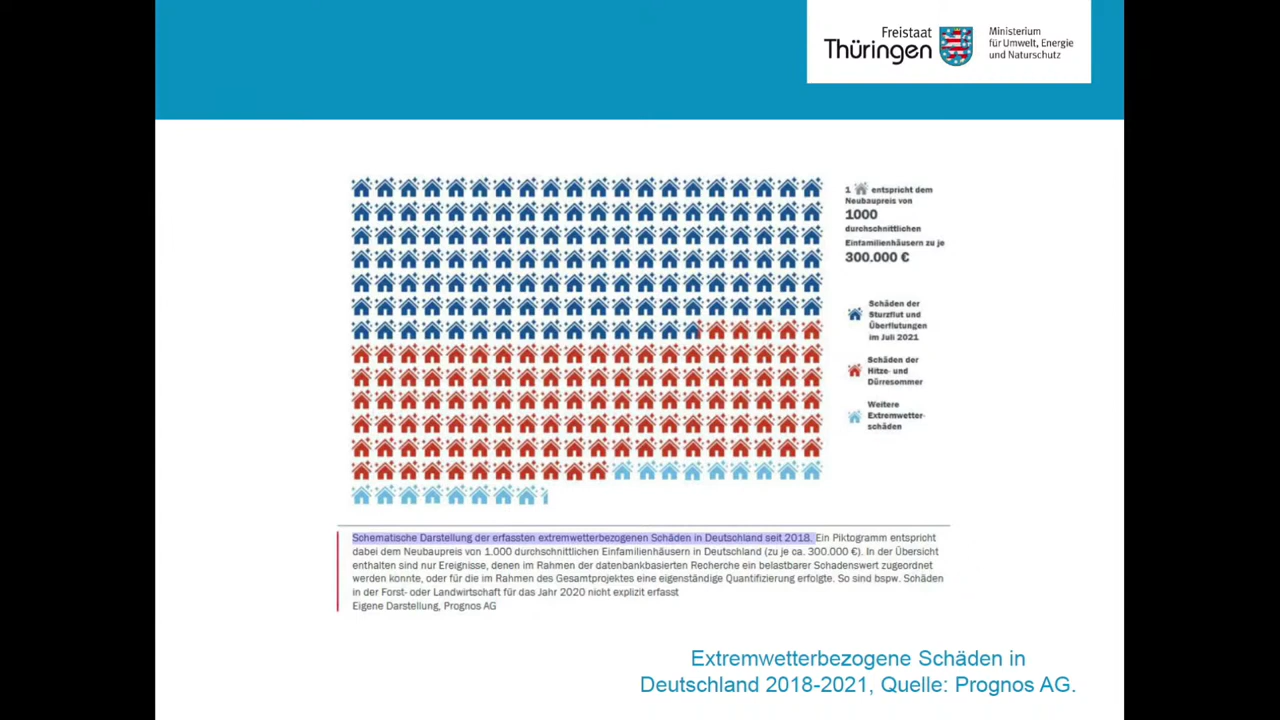 Freistaat
Thüringen
Ministerium
für Umwelt, Energie
und Naturschutz
1 entspricht dem
Neubaupreis von
1000
durchschnittlichen
Einfamilienhäusern zu je
300.000 €
Schäden der
Sturzflut und
Überflutungen
im Juli 2021
Schäden der
Hitze- und
Dürresommer
Weitere
Extremwetter-
schäden
Schematische Darstellung der erfassten extremwetterbezogenen Schäden in Deutschland seit 2018. Ein Piktogramm entspricht
dabei dem Neubaupreis von 1.000 durchschnittlichen Einfamilienhäusern in Deutschland (zu je ca. 300.000 €). In der Übersicht
enthalten sind nur Ereignisse, denen im Rahmen der datenbankbasierten Recherche ein belastbarer Schadenswert zugeordnet
werden konnte, oder für die im Rahmen des Gesamtprojektes eine eigenständige Quantifizierung erfolgte. So sind bspw. Schäden
in der Forst- oder Landwirtschaft für das Jahr 2020 nicht explizit erfasst
Eigene Darstellung, Prognos AG
Extremwetterbezogene Schäden in
Deutschland 2018-2021, Quelle: Prognos AG.